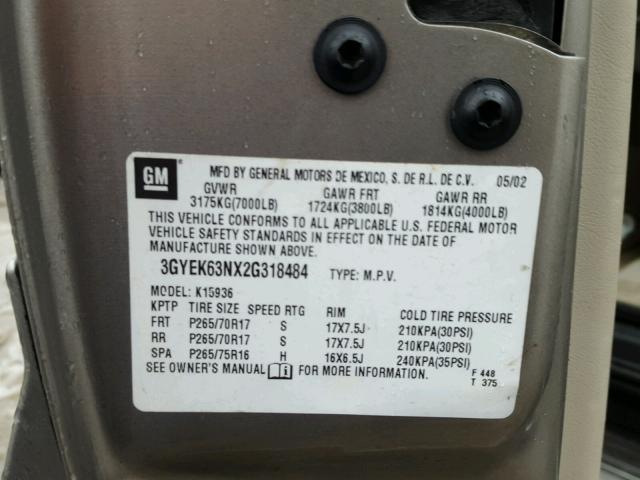 GM MFD BY GENERAL MOTORS DE MEXICO, S. DE R.L. DE C.V. 05/02
GVWR GAWR FRT GAWR RR
3175KG(7000LB) 1724KG(3800LB) 1814KG(4000LB)
THIS VEHICLE CONFORMS TO ALL APPLICABLE U.S. FEDERAL MOTOR
VEHICLE SAFETY STANDARDS IN EFFECT ON THE DATE OF
MANUFACTURE SHOWN ABOVE.
3GYEK63NX2G318484 TYPE: M.P.V.
MODEL: K15936
KPTP TIRE SIZE SPEED RTG RIM COLD TIRE PRESSURE
FRT P265/70R17 S 17X7.5J 210KPA(30PSI)
RR P265/70R17 S 17X7.5J 210KPA(30PSI)
SPA P265/75R16 H 16X6.5J 240KPA(35PSI)
SEE OWNER'S MANUAL FOR MORE INFORMATION. F 448
T 375